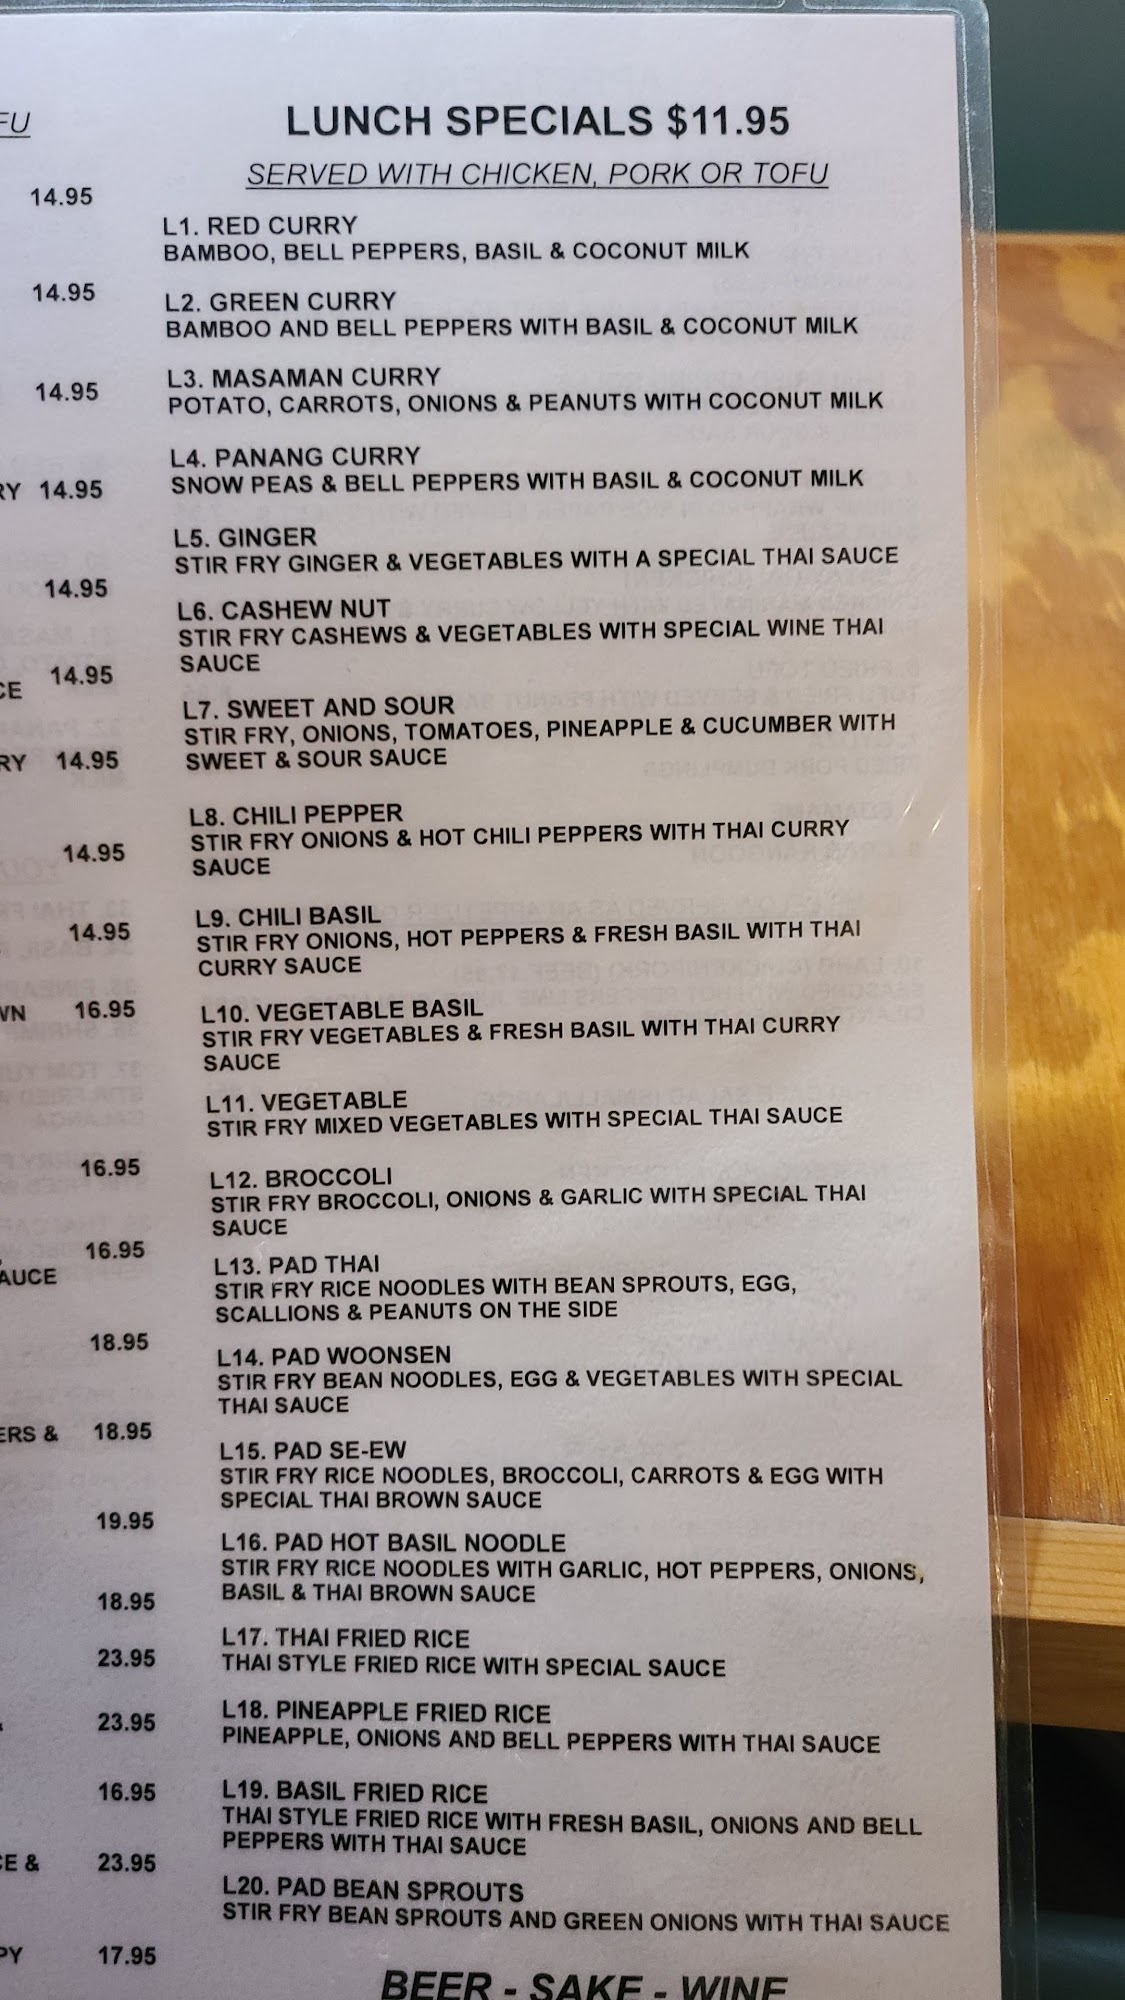 FU
14.95
14.95
14.95
RY 14.95
14.95
14.95
CE
RY 14.95
14.95
14.95
WN 16.95
16.95
16.95
AUCE
18.95
ERS & 18.95
19.95
18.95
23.95
& 23.95
16.95
CE & 23.95
PY 17.95
LUNCH SPECIALS $11.95
SERVED WITH CHICKEN, PORK OR TOFU
L1. RED CURRY
BAMBOO, BELL PEPPERS, BASIL & COCONUT MILK
L2. GREEN CURRY
BAMBOO AND BELL PEPPERS WITH BASIL & COCONUT MILK
L3. MASAMAN CURRY
POTATO, CARROTS, ONIONS & PEANUTS WITH COCONUT MILK
L4. PANANG CURRY
SNOW PEAS & BELL PEPPERS WITH BASIL & COCONUT MILK
L5. GINGER
STIR FRY GINGER & VEGETABLES WITH A SPECIAL THAI SAUCE
L6. CASHEW NUT
STIR FRY CASHEWS & VEGETABLES WITH SPECIAL WINE THAI
SAUCE
L7. SWEET AND SOUR
STIR FRY, ONIONS, TOMATOES, PINEAPPLE & CUCUMBER WITH
SWEET & SOUR SAUCE
L8. CHILI PEPPER
STIR FRY ONIONS & HOT CHILI PEPPERS WITH THAI CURRY
SAUCE
L9. CHILI BASIL
STIR FRY ONIONS, HOT PEPPERS & FRESH BASIL WITH THAI
CURRY SAUCE
L10. VEGETABLE BASIL
STIR FRY VEGETABLES & FRESH BASIL WITH THAI CURRY
SAUCE
L11. VEGETABLE
STIR FRY MIXED VEGETABLES WITH SPECIAL THAI SAUCE
L12. BROCCOLI
STIR FRY BROCCOLI, ONIONS & GARLIC WITH SPECIAL THAI
SAUCE
L13. PAD THAI
STIR FRY RICE NOODLES WITH BEAN SPROUTS, EGG,
SCALLIONS & PEANUTS ON THE SIDE
L14. PAD WOONSEN
STIR FRY BEAN NOODLES, EGG & VEGETABLES WITH SPECIAL
THAI SAUCE
L15. PAD SE-EW
STIR FRY RICE NOODLES, BROCCOLI, CARROTS & EGG WITH
SPECIAL THAI BROWN SAUCE
L16. PAD HOT BASIL NOODLE
STIR FRY RICE NOODLES WITH GARLIC, HOT PEPPERS, ONIONS,
BASIL & THAI BROWN SAUCE
L17. THAI FRIED RICE
THAI STYLE FRIED RICE WITH SPECIAL SAUCE
L18. PINEAPPLE FRIED RICE
PINEAPPLE, ONIONS AND BELL PEPPERS WITH THAI SAUCE
L19. BASIL FRIED RICE
THAI STYLE FRIED RICE WITH FRESH BASIL, ONIONS AND BELL
PEPPERS WITH THAI SAUCE
L20. PAD BEAN SPROUTS
STIR FRY BEAN SPROUTS AND GREEN ONIONS WITH THAI SAUCE
BEER - SAKE - WINE